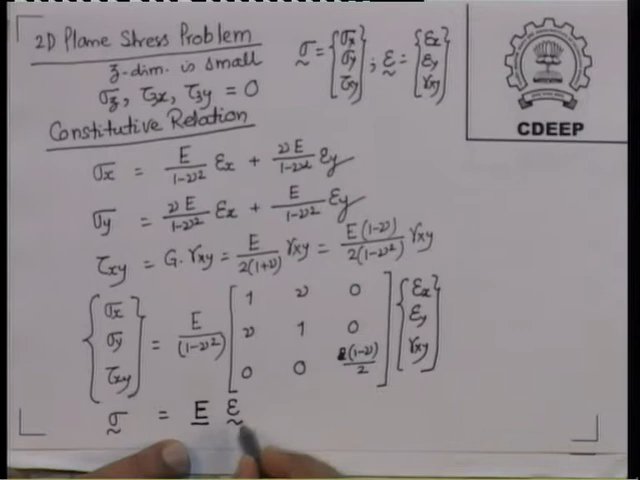 2D Plane Stress Problem
z-dim. is small
σz, τzx, τzy = 0
σ = {σx σy τxy} ; ε = {εx εy γxy}
CDEEP
Constitutive Relation
σx = E/(1-ν²) εx + νE/(1-ν²) εy
σy = νE/(1-ν²) εx + E/(1-ν²) εy
τxy = G.γxy = E/2(1+ν) γxy = E(1-ν)/2(1-ν²) γxy
{σx σy τxy} = E/(1-ν²) [1 ν 0; ν 1 0; 0 0 (1-ν)/2] {εx εy γxy}
σ = E ε